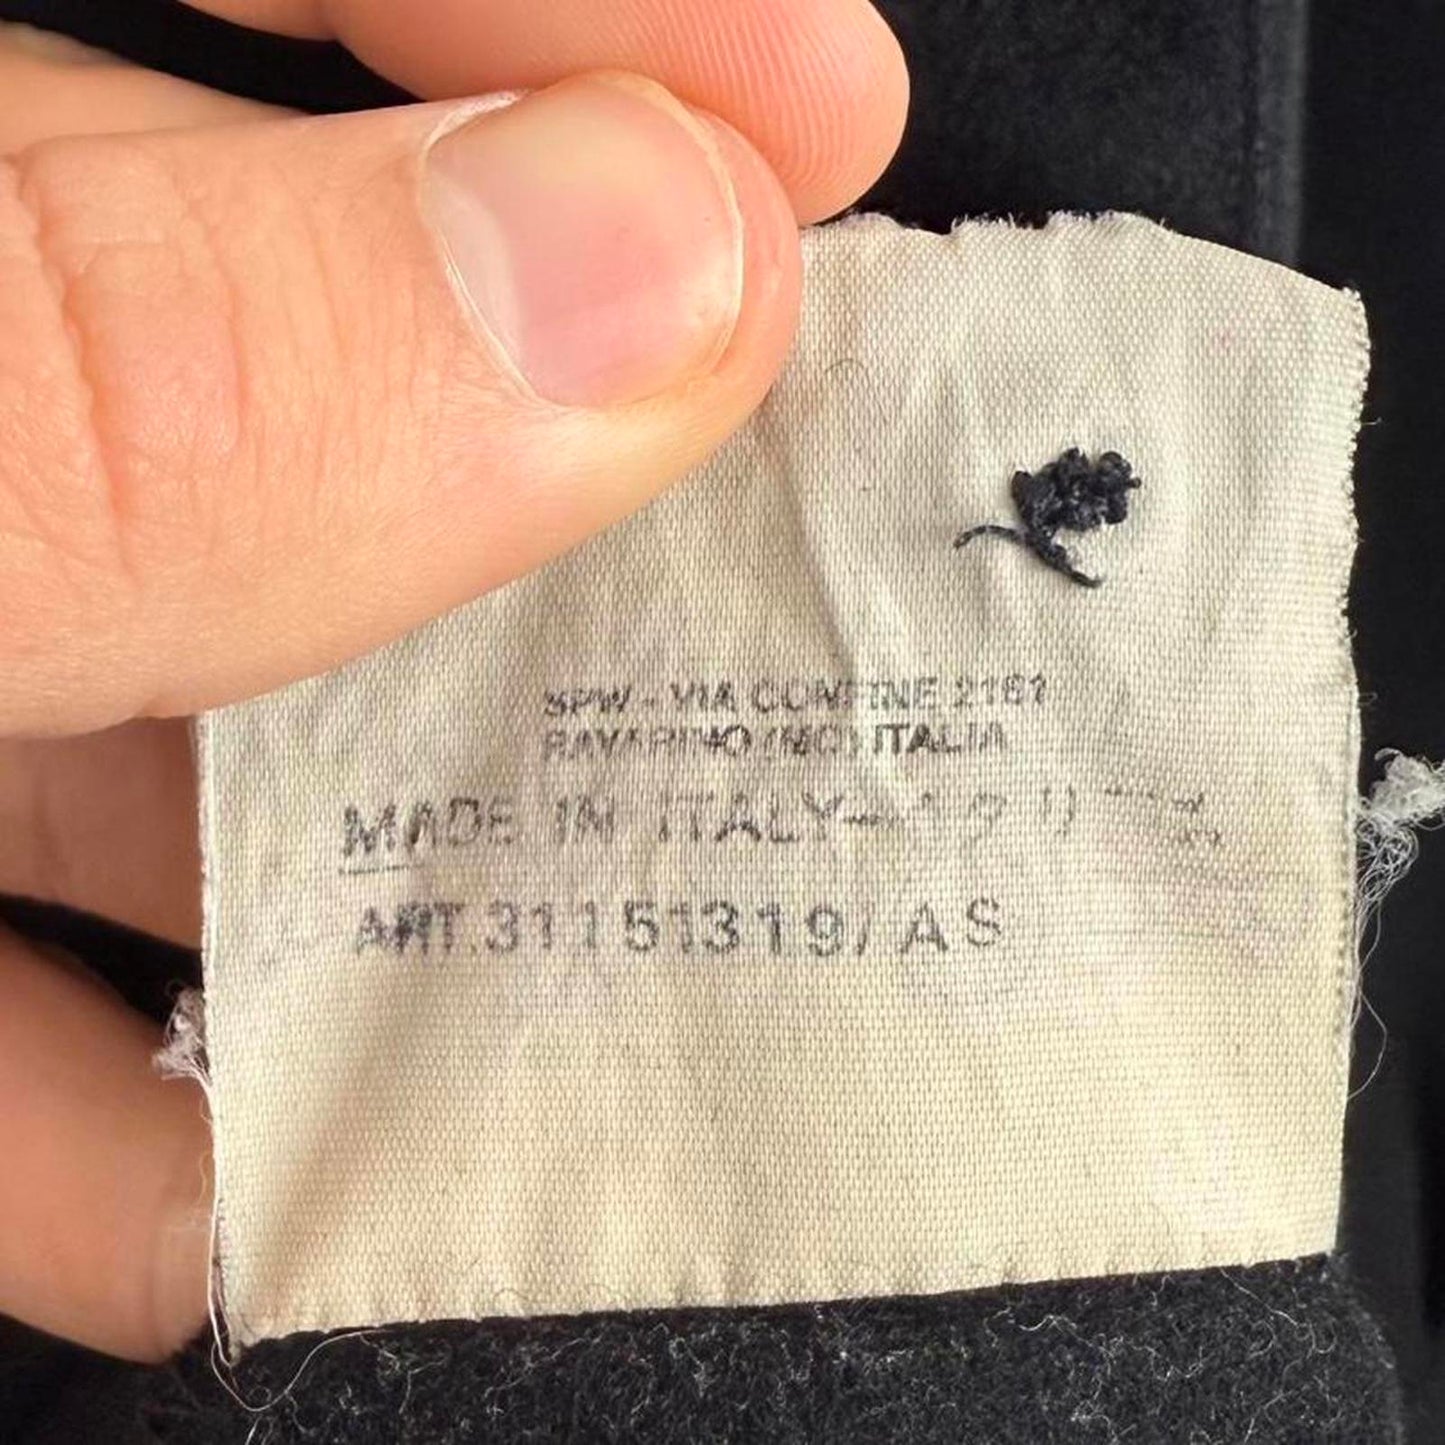 SPW - VIA CONFINE 2161
RAVARINO (MO) ITALIA
MADE IN ITALY
ART.31151319/ AS